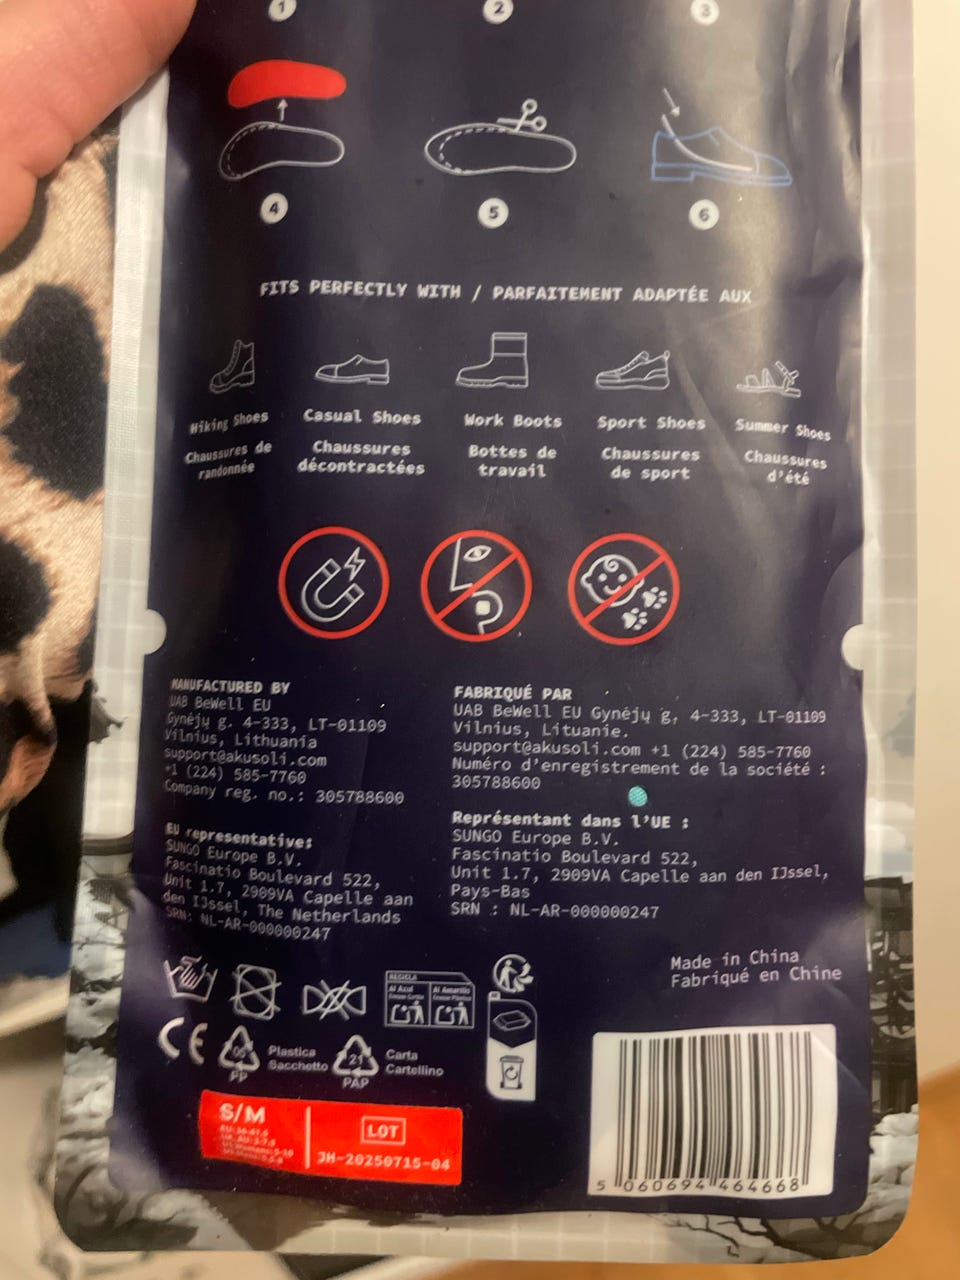 1 2 3
4 5 6
FITS PERFECTLY WITH / PARFAITEMENT ADAPTÉE AUX
Hiking Shoes
Chaussures de
randonnée
Casual Shoes
Chaussures
décontractées
Work Boots
Bottes de
travail
Sport Shoes
Chaussures
de sport
Summer Shoes
Chaussures
d'été
MANUFACTURED BY
UAB BeWell EU
Gynėjų g. 4-333, LT-01109
Vilnius, Lithuania
support@akusoli.com
+1 (224) 585-7760
Company reg. no.: 305788600
EU representative:
SUNGO Europe B.V.
Fascinatio Boulevard 522,
Unit 1.7, 2909VA Capelle aan
den IJssel, The Netherlands
SRN: NL-AR-000000247
FABRIQUÉ PAR
UAB BeWell EU Gynėjų g. 4-333, LT-01109
Vilnius, Lituanie.
support@akusoli.com +1 (224) 585-7760
Numéro d'enregistrement de la société :
305788600
Représentant dans l'UE :
SUNGO Europe B.V.
Fascinatio Boulevard 522,
Unit 1.7, 2909VA Capelle aan den IJssel,
Pays-Bas
SRN : NL-AR-000000247
Made in China
Fabriqué en Chine
RECICLA
Al Azul
Al Amarillo
CE
05
PP
Plastica
Sacchetto
21
PAP
Carta
Cartellino
S/M
LOT
JH-20250715-04
5 060694 464668